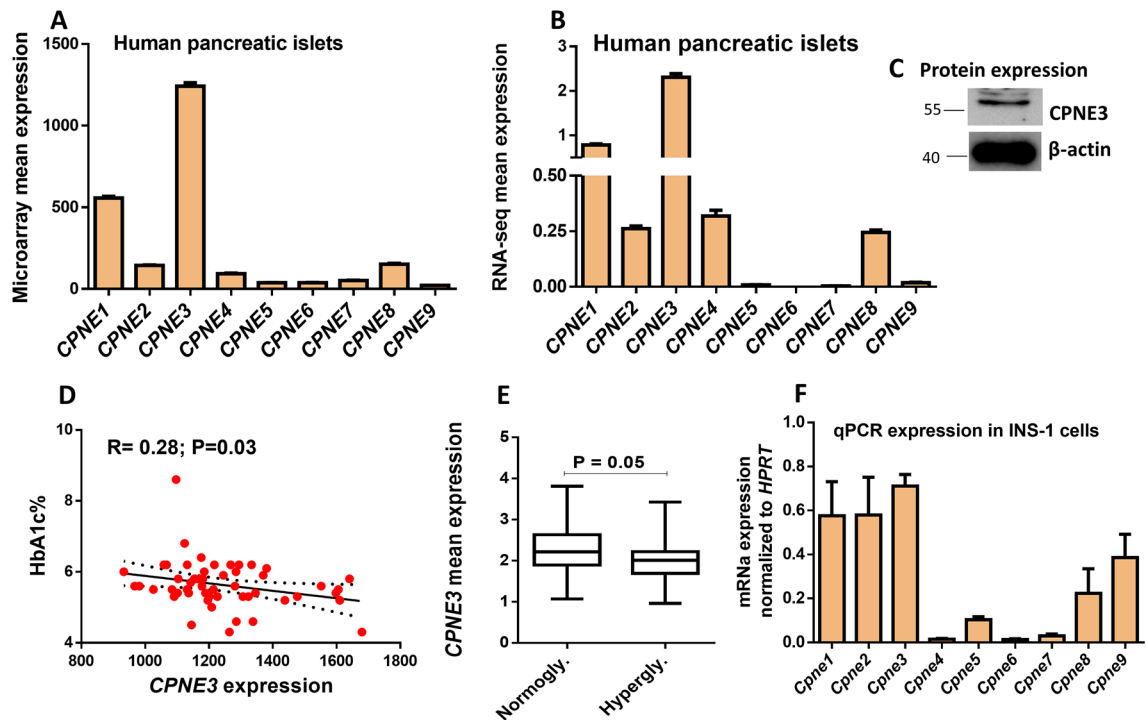 A
Human pancreatic islets
Microarray mean expression
1500
1000
500
0
CPNE1
CPNE2
CPNE3
CPNE4
CPNE5
CPNE6
CPNE7
CPNE8
CPNE9
B
Human pancreatic islets
RNA-seq mean expression
3
2
1
0.50
0.25
0.00
CPNE1
CPNE2
CPNE3
CPNE4
CPNE5
CPNE6
CPNE7
CPNE8
CPNE9
C Protein expression
55
CPNE3
40
β-actin
D
R= 0.28; P=0.03
HbA1c%
10
8
6
4
800
1000
1200
1400
1600
1800
CPNE3 expression
E
CPNE3 mean expression
5
4
3
2
1
0
P = 0.05
Normogly.
Hypergly.
F
qPCR expression in INS-1 cells
mRNa expression
normalized to HPRT
1.0
0.8
0.6
0.4
0.2
0.0
Cpne1
Cpne2
Cpne3
Cpne4
Cpne5
Cpne6
Cpne7
Cpne8
Cpne9